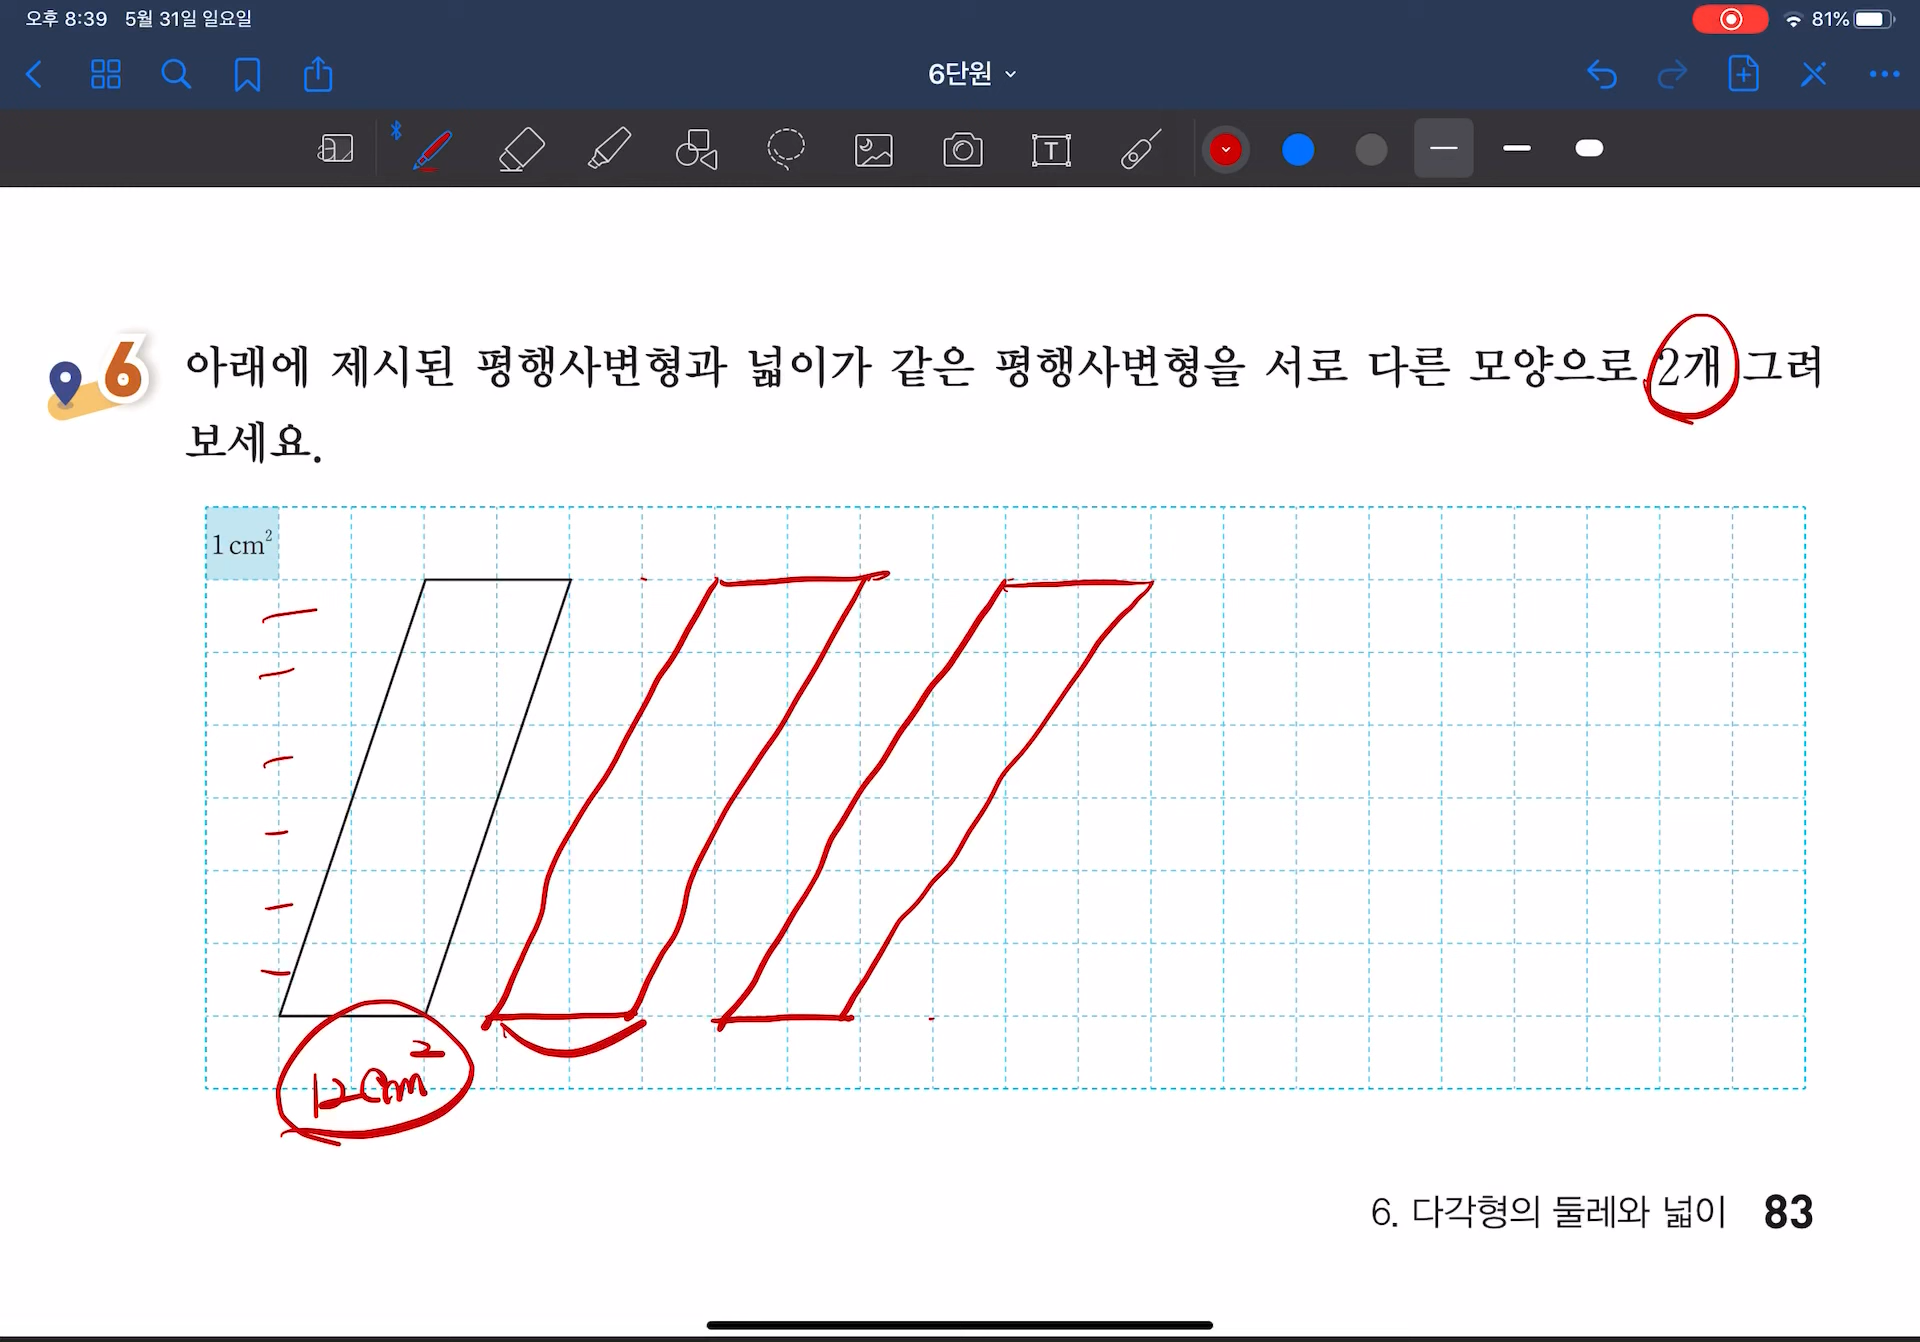 오후 8:39 5월 31일 일요일
81%
6단원
6 아래에 제시된 평행사변형과 넓이가 같은 평행사변형을 서로 다른 모양으로 2개 그려
보세요.
1 cm²
12cm²
6. 다각형의 둘레와 넓이 83